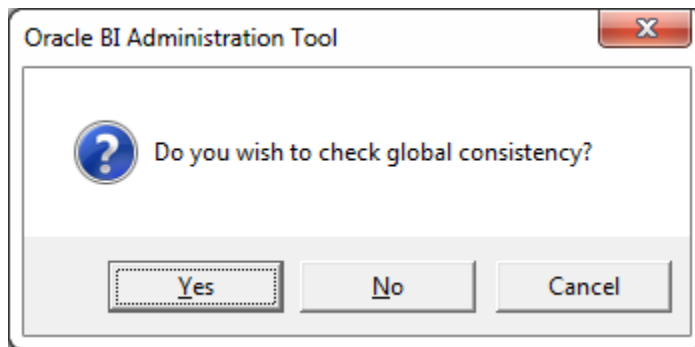 Oracle BI Administration Tool
Do you wish to check global consistency?
Yes No Cancel